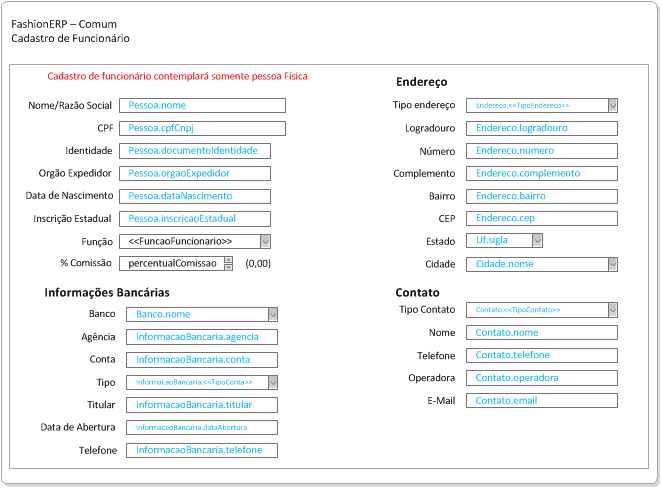 FashionERP – Comum
Cadastro de Funcionário
Cadastro de funcionário contemplará somente pessoa Física
Nome/Razão Social Pessoa.nome
CPF Pessoa.cpfCnpj
Identidade Pessoa.documentoIdentidade
Orgão Expedidor Pessoa.orgaoExpedidor
Data de Nascimento Pessoa.dataNascimento
Inscrição Estadual Pessoa.inscricaoEstadual
Função <<FuncaoFuncionario>>
% Comissão percentualComissao (0,00)
Informações Bancárias
Banco Banco.nome
Agência InformacaoBancaria.agencia
Conta InformacaoBancaria.conta
Tipo InformacaoBancaria.<<TipoConta>>
Titular InformacaoBancaria.titular
Data de Abertura InformacaoBancaria.dataAbertura
Telefone InformacaoBancaria.telefone
Endereço
Tipo endereço Endereco.<<TipoEndereco>>
Logradouro Endereco.logradouro
Número Endereco.numero
Complemento Endereco.complemento
Bairro Endereco.bairro
CEP Endereco.cep
Estado Uf.sigla
Cidade Cidade.nome
Contato
Tipo Contato Contato.<<TipoContato>>
Nome Contato.nome
Telefone Contato.telefone
Operadora Contato.operadora
E-Mail Contato.email